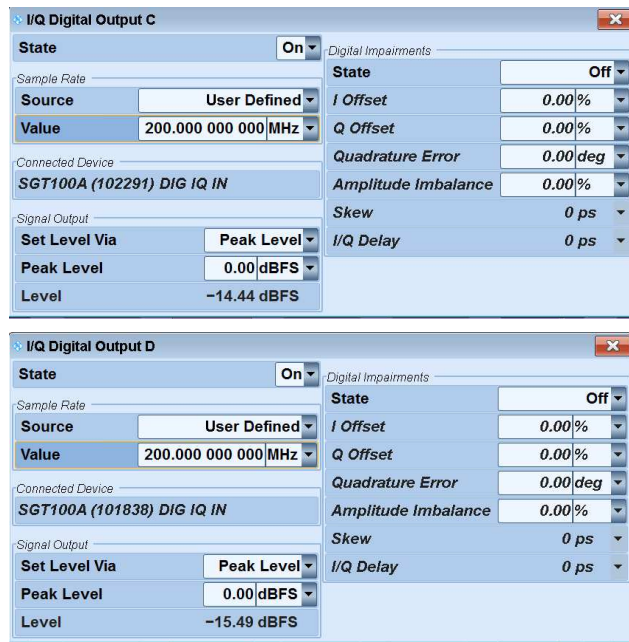 I/Q Digital Output C
State On
Sample Rate
Source User Defined
Value 200.000 000 000 MHz
Connected Device
SGT100A (102291) DIG IQ IN
Signal Output
Set Level Via Peak Level
Peak Level 0.00 dBFS
Level −14.44 dBFS
Digital Impairments
State Off
I Offset 0.00 %
Q Offset 0.00 %
Quadrature Error 0.00 deg
Amplitude Imbalance 0.00 %
Skew 0 ps
I/Q Delay 0 ps
I/Q Digital Output D
State On
Sample Rate
Source User Defined
Value 200.000 000 000 MHz
Connected Device
SGT100A (101838) DIG IQ IN
Signal Output
Set Level Via Peak Level
Peak Level 0.00 dBFS
Level −15.49 dBFS
Digital Impairments
State Off
I Offset 0.00 %
Q Offset 0.00 %
Quadrature Error 0.00 deg
Amplitude Imbalance 0.00 %
Skew 0 ps
I/Q Delay 0 ps